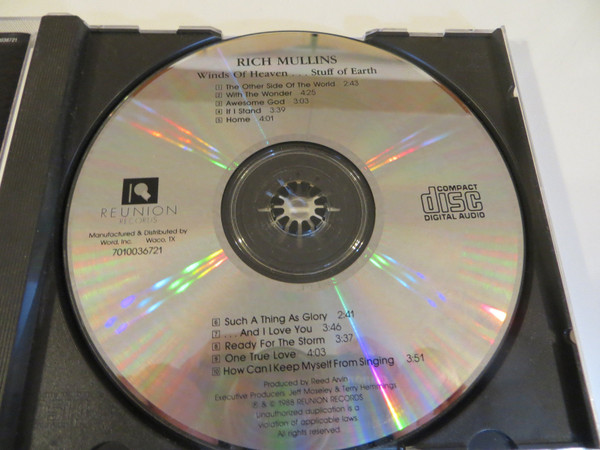 RICH MULLINS
Winds Of Heaven . . . Stuff of Earth
1 The Other Side Of The World 2:43
2 With The Wonder 4:25
3 Awesome God 3:03
4 If I Stand 3:39
5 Home 4:01
R
REUNION
RECORDS
Manufactured & Distributed by
Word, Inc. Waco, TX
7010036721
COMPACT
disc
DIGITAL AUDIO
6 Such A Thing As Glory 2:41
7 . . . And I Love You 3:46
8 Ready For The Storm 3:37
9 One True Love 4:03
10 How Can I Keep Myself From Singing 3:51
Produced by Reed Arvin
Executive Producers: Jeff Moseley & Terry Hemmings
℗ & © 1988 REUNION RECORDS
Unauthorized duplication is a
violation of applicable laws.
All rights reserved.